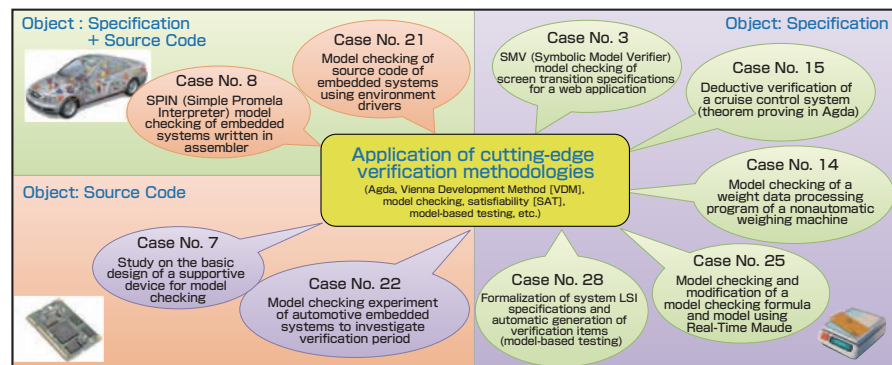 Object : Specification
+ Source Code
Case No. 8
SPIN (Simple Promela
Interpreter) model
checking of embedded
systems written in
assembler
Case No. 21
Model checking of
source code of
embedded systems
using environment
drivers
Object: Specification
Case No. 3
SMV (Symbolic Model Verifier)
model checking of
screen transition specifications
for a web application
Case No. 15
Deductive verification of
a cruise control system
(theorem proving in Agda)
Application of cutting-edge
verification methodologies
(Agda, Vienna Development Method [VDM],
model checking, satisfiability [SAT],
model-based testing, etc.)
Case No. 14
Model checking of a
weight data processing
program of a nonautomatic
weighing machine
Object: Source Code
Case No. 7
Study on the basic
design of a supportive
device for model
checking
Case No. 22
Model checking experiment
of automotive embedded
systems to investigate
verification period
Case No. 28
Formalization of system LSI
specifications and
automatic generation of
verification items
(model-based testing)
Case No. 25
Model checking and
modification of a
model checking formula
and model using
Real-Time Maude